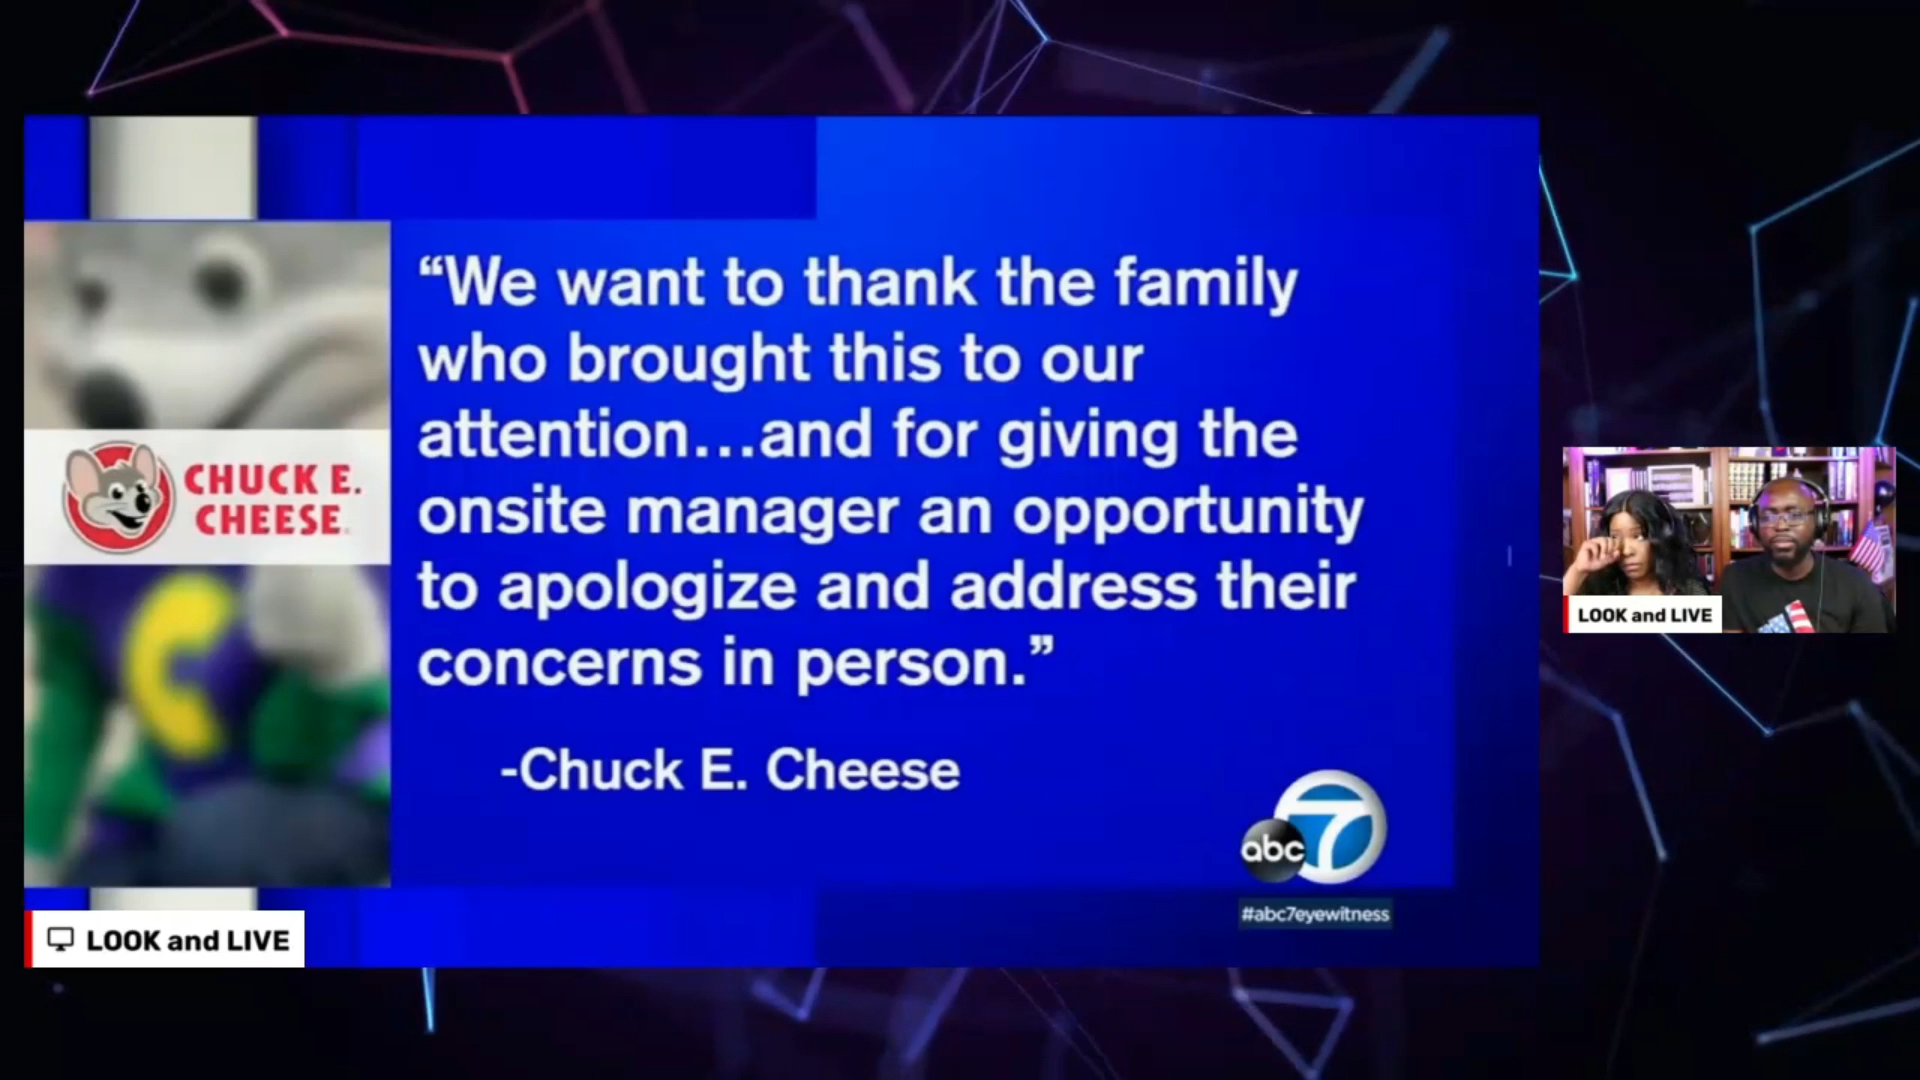 “We want to thank the family
who brought this to our
attention...and for giving the
onsite manager an opportunity
to apologize and address their
concerns in person.”
-Chuck E. Cheese
CHUCK E.
CHEESE
abc7
#abc7eyewitness
LOOK and LIVE
LOOK and LIVE